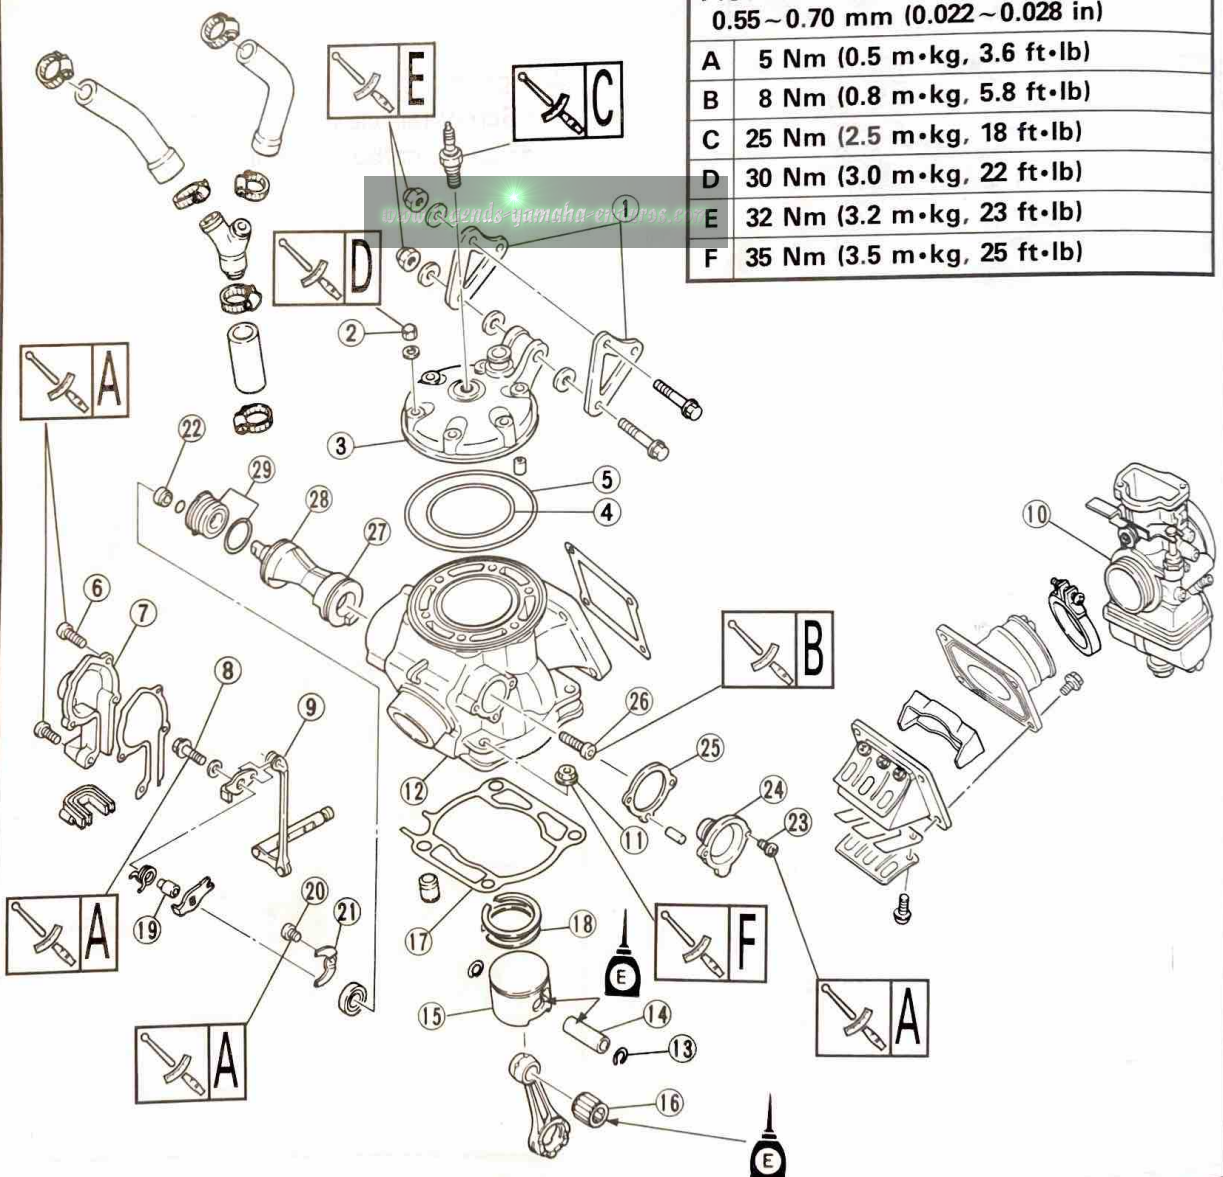 0.55~0.70 mm (0.022~0.028 in)
A 5 Nm (0.5 m•kg, 3.6 ft•lb)
B 8 Nm (0.8 m•kg, 5.8 ft•lb)
C 25 Nm (2.5 m•kg, 18 ft•lb)
D 30 Nm (3.0 m•kg, 22 ft•lb)
E 32 Nm (3.2 m•kg, 23 ft•lb)
F 35 Nm (3.5 m•kg, 25 ft•lb)
E
C
1
D
2
A
22
3
29
5
28
4
27
10
6
7
B
8
9
26
25
12
24
11
23
20
19
21
A
18
17
F
E
15
14
A
13
A
16
E